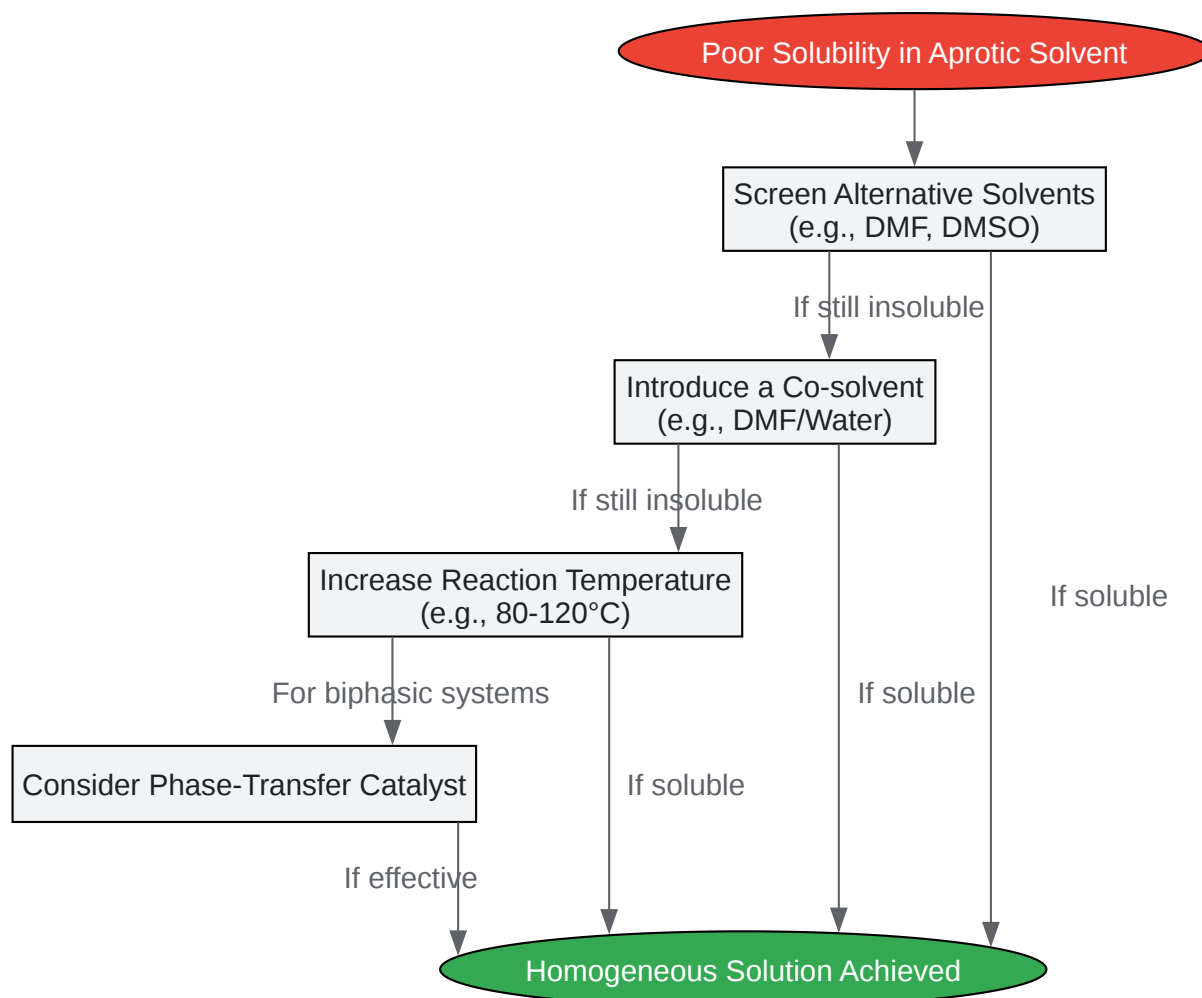 Poor Solubility in Aprotic Solvent
Screen Alternative Solvents
(e.g., DMF, DMSO)
If still insoluble
Introduce a Co-solvent
(e.g., DMF/Water)
If still insoluble
Increase Reaction Temperature
(e.g., 80-120°C)
If soluble
For biphasic systems
If soluble
Consider Phase-Transfer Catalyst
If soluble
If effective
Homogeneous Solution Achieved